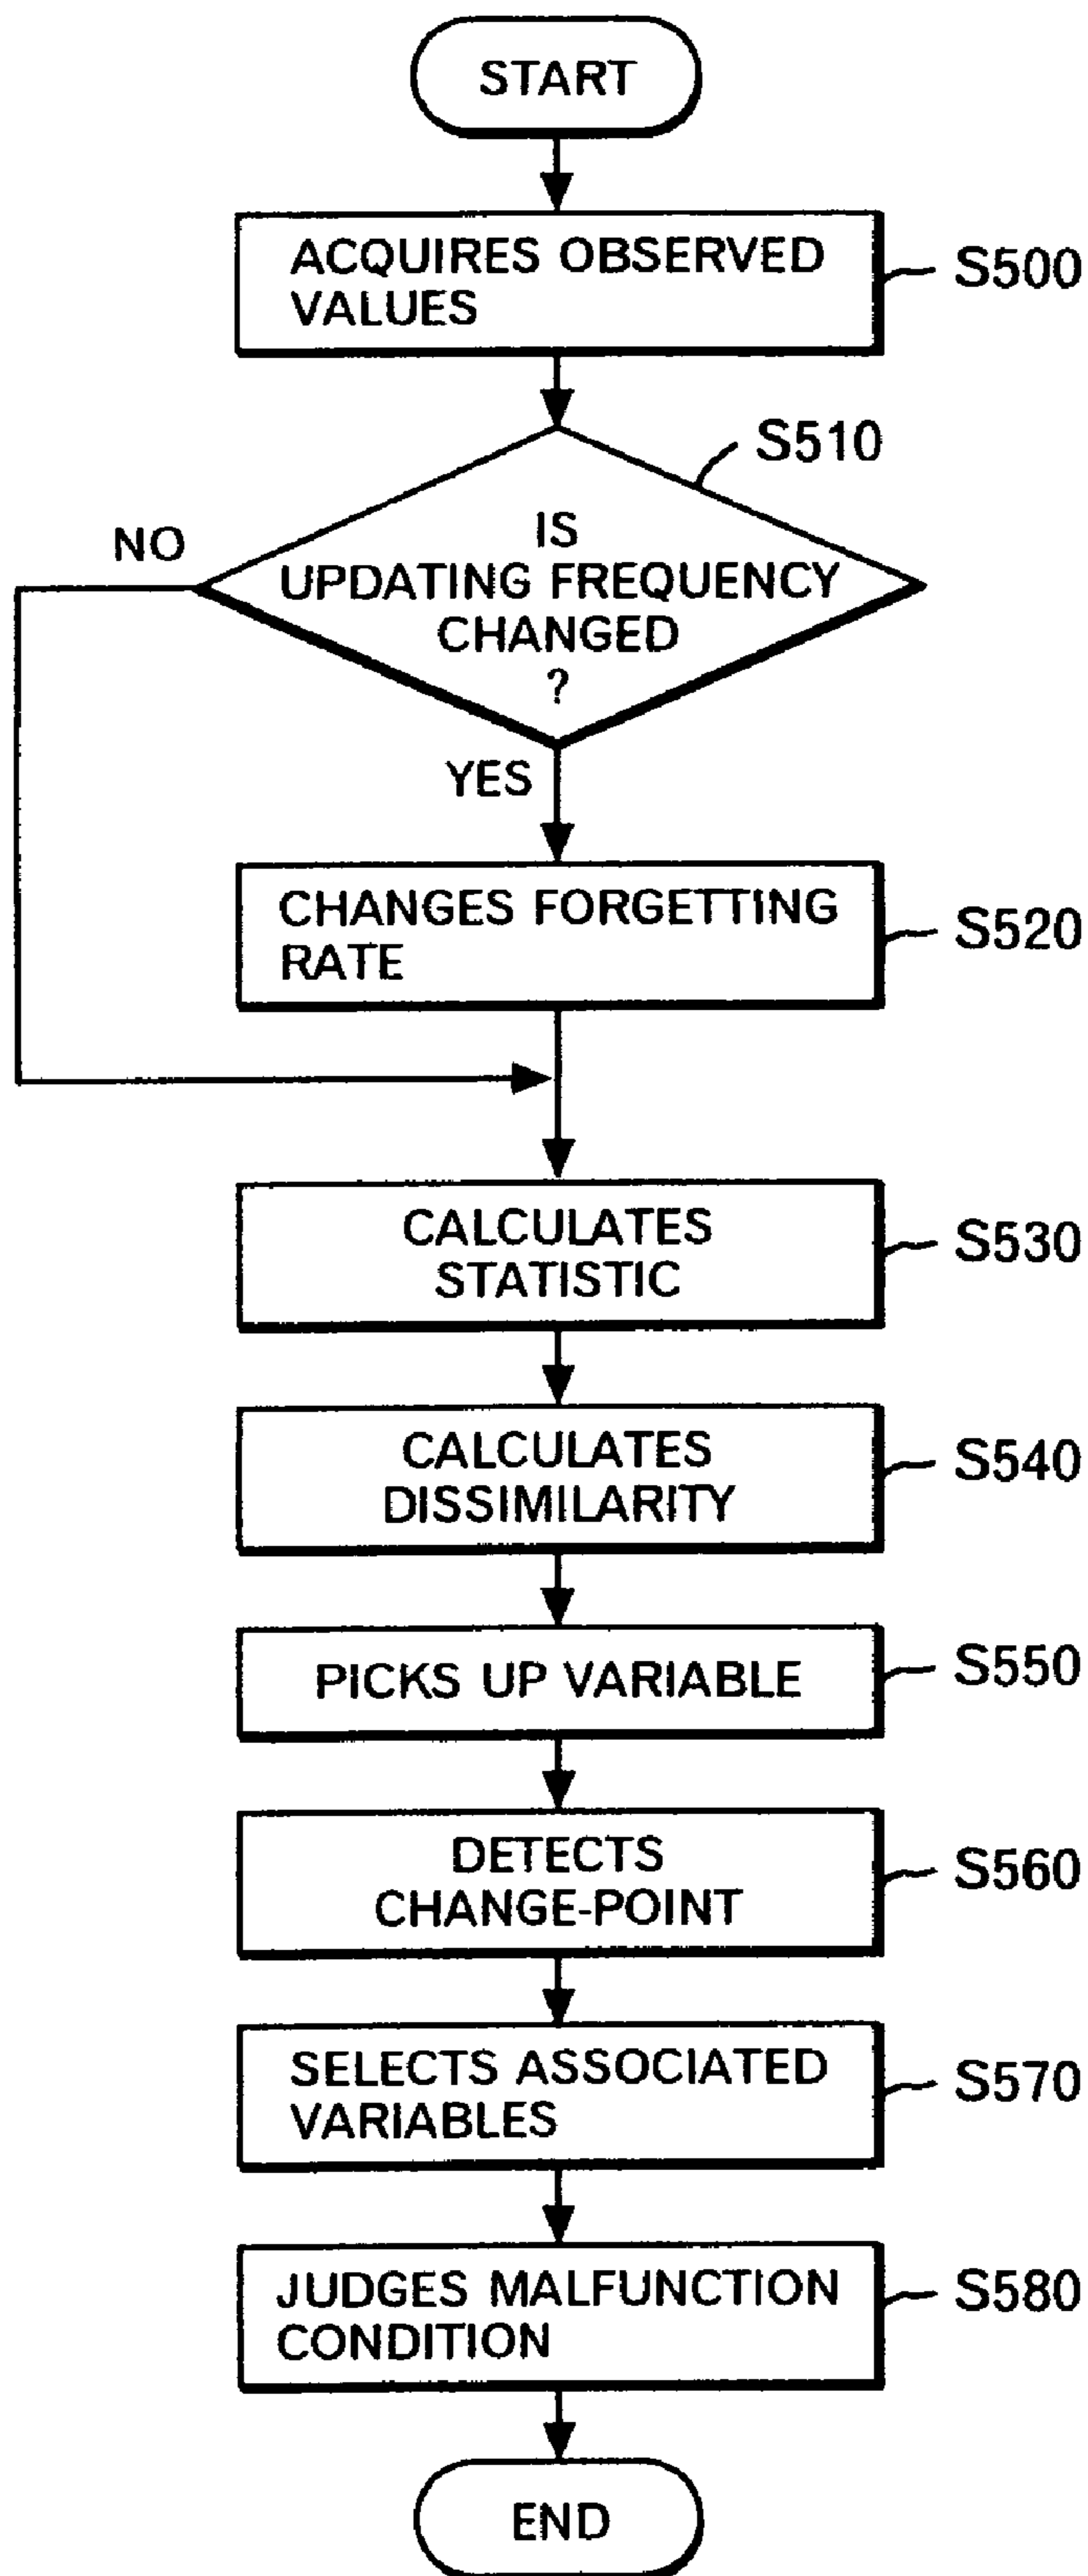 START
ACQUIRES OBSERVED
VALUES
S500
S510
NO
IS
UPDATING FREQUENCY
CHANGED
?
YES
CHANGES FORGETTING
RATE
S520
CALCULATES
STATISTIC
S530
CALCULATES
DISSIMILARITY
S540
PICKS UP VARIABLE
S550
DETECTS
CHANGE-POINT
S560
SELECTS ASSOCIATED
VARIABLES
S570
JUDGES MALFUNCTION
CONDITION
S580
END